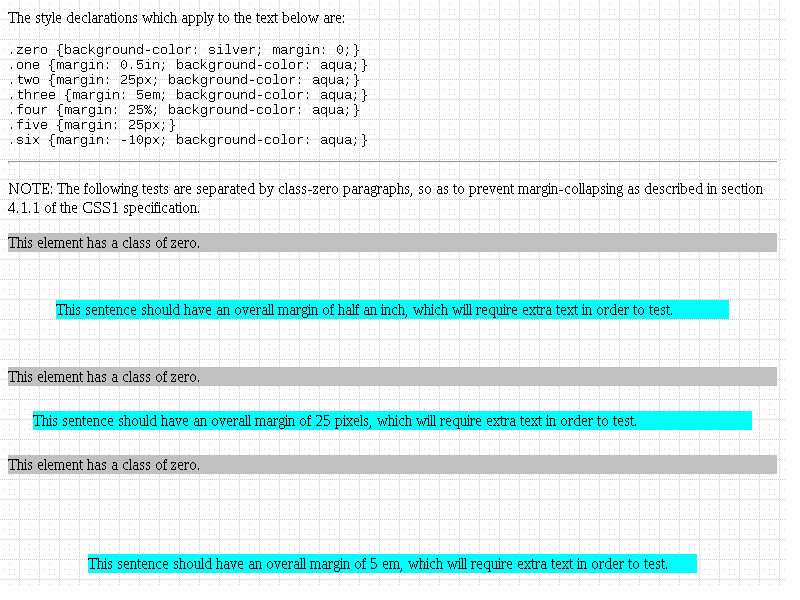 The style declarations which apply to the text below are:
.zero {background-color: silver; margin: 0;}
.one {margin: 0.5in; background-color: aqua;}
.two {margin: 25px; background-color: aqua;}
.three {margin: 5em; background-color: aqua;}
.four {margin: 25%; background-color: aqua;}
.five {margin: 25px;}
.six {margin: -10px; background-color: aqua;}
NOTE: The following tests are separated by class-zero paragraphs, so as to prevent margin-collapsing as described in section
4.1.1 of the CSS1 specification.
This element has a class of zero.
This sentence should have an overall margin of half an inch, which will require extra text in order to test.
This element has a class of zero.
This sentence should have an overall margin of 25 pixels, which will require extra text in order to test.
This element has a class of zero.
This sentence should have an overall margin of 5 em, which will require extra text in order to test.